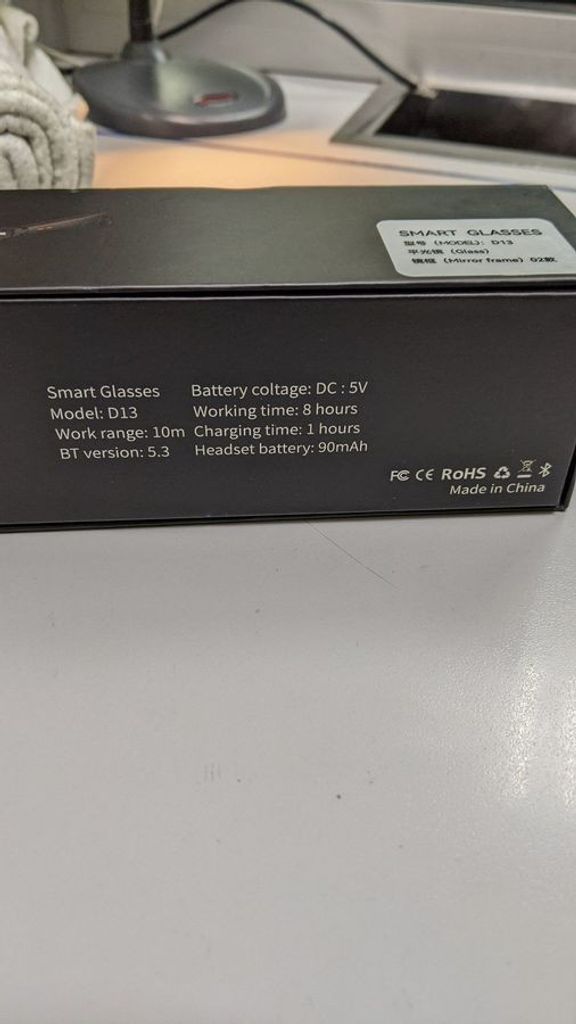 SMART GLASSES
型号 (MODEL): D13
平光镜 (Glass)
镜框 (Mirror frame) 02款
Smart Glasses
Model: D13
Work range: 10m
BT version: 5.3
Battery coltage: DC : 5V
Working time: 8 hours
Charging time: 1 hours
Headset battery: 90mAh
FC CE RoHS
Made in China